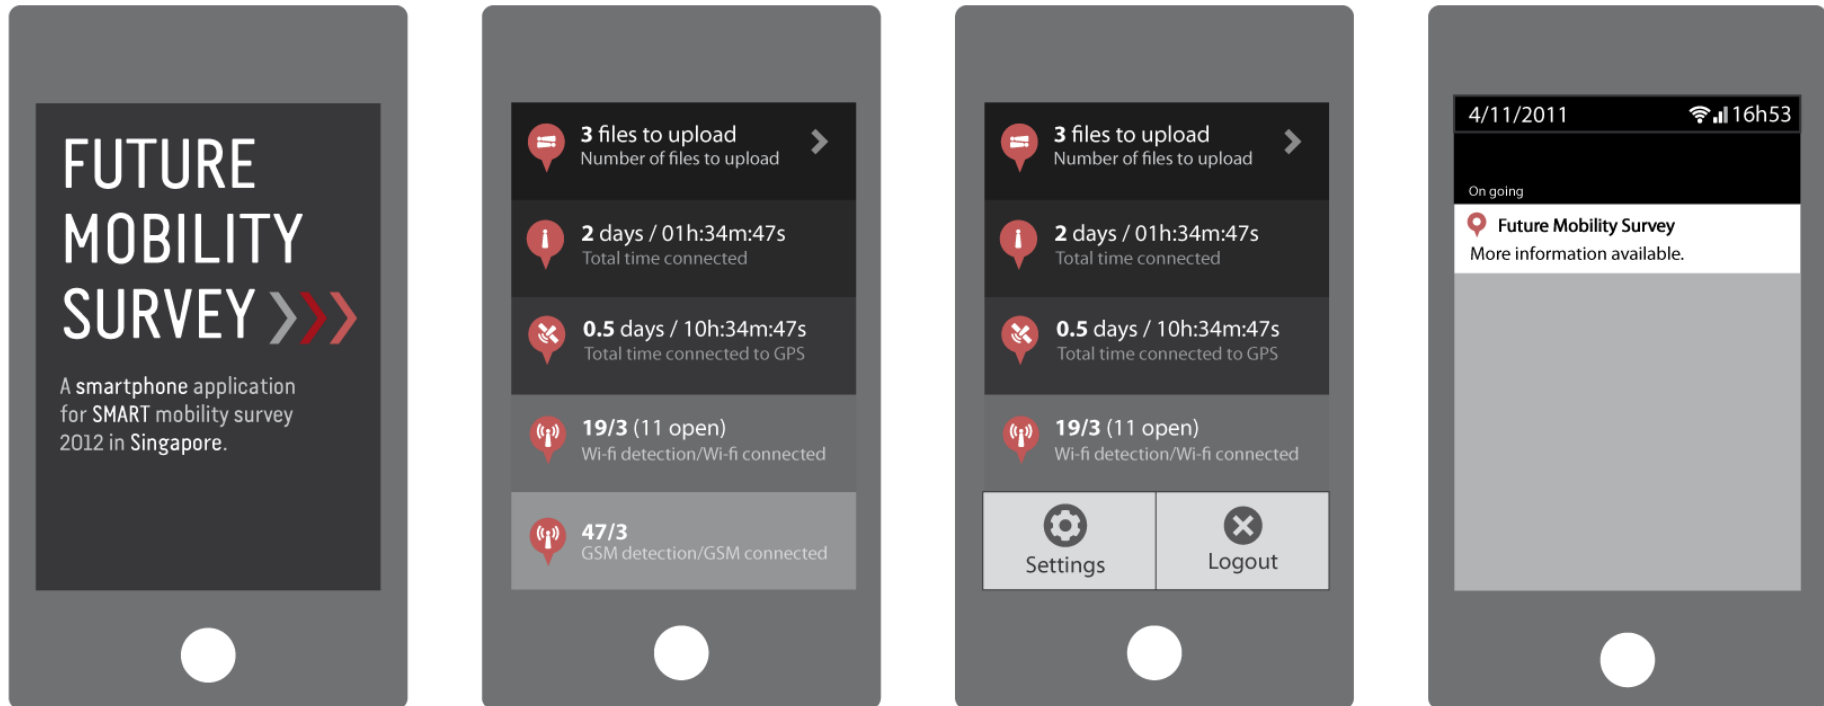 FUTURE
MOBILITY
SURVEY
A smartphone application
for SMART mobility survey
2012 in Singapore.
3 files to upload
Number of files to upload
2 days / 01h:34m:47s
Total time connected
0.5 days / 10h:34m:47s
Total time connected to GPS
19/3 (11 open)
Wi-fi detection/Wi-fi connected
47/3
GSM detection/GSM connected
3 files to upload
Number of files to upload
2 days / 01h:34m:47s
Total time connected
0.5 days / 10h:34m:47s
Total time connected to GPS
19/3 (11 open)
Wi-fi detection/Wi-fi connected
Settings
Logout
4/11/2011 16h53
On going
Future Mobility Survey
More information available.